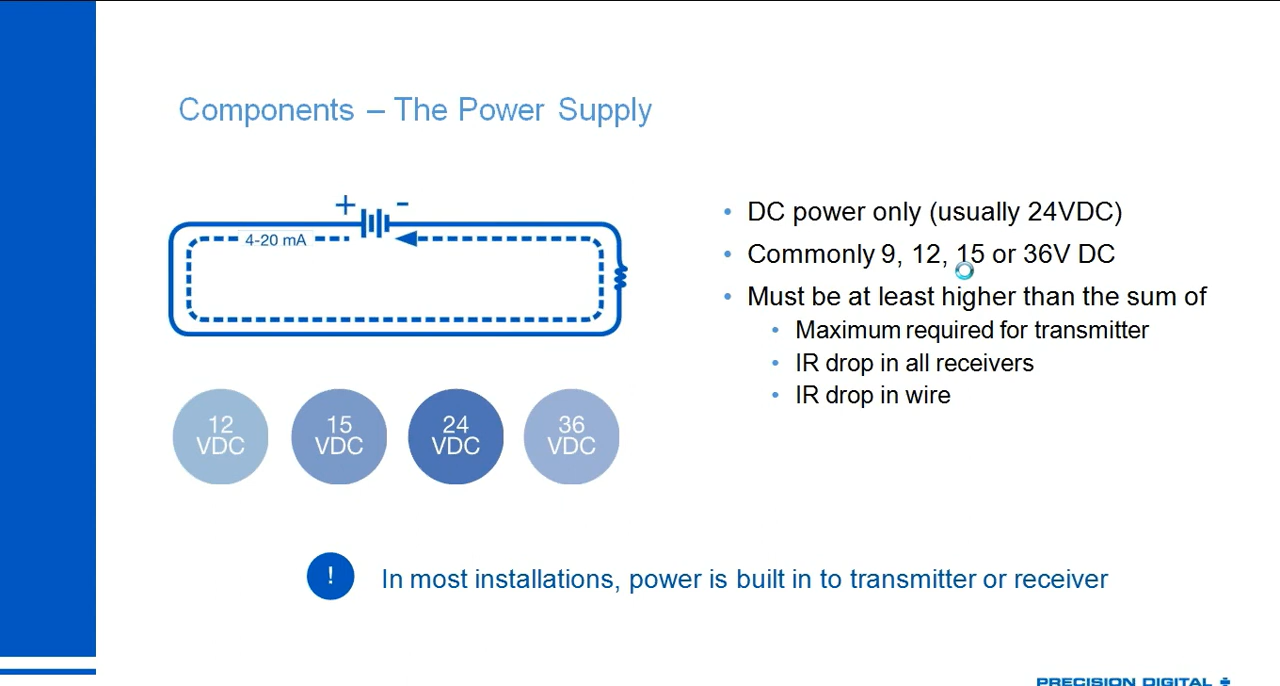 Components – The Power Supply
+ -
4-20 mA
12
VDC
15
VDC
24
VDC
36
VDC
• DC power only (usually 24VDC)
• Commonly 9, 12, 15 or 36V DC
• Must be at least higher than the sum of
• Maximum required for transmitter
• IR drop in all receivers
• IR drop in wire
! In most installations, power is built in to transmitter or receiver
PRECISION DIGITAL